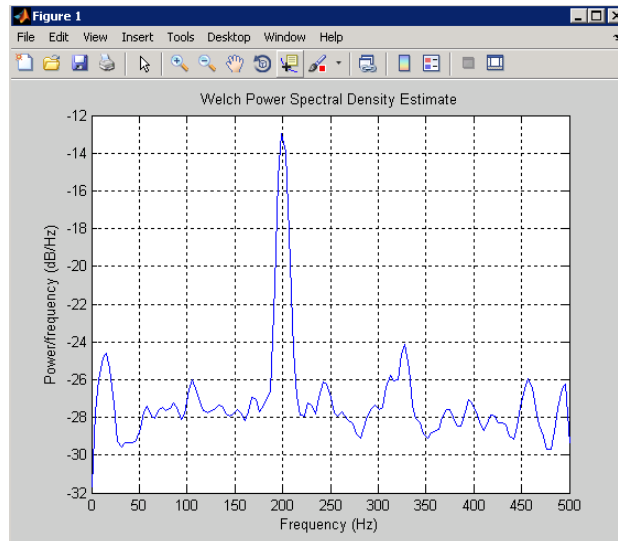 Figure 1
File Edit View Insert Tools Desktop Window Help
Welch Power Spectral Density Estimate
-12
-14
-16
-18
-20
-22
-24
-26
-28
-30
-32
Power/frequency (dB/Hz)
0 50 100 150 200 250 300 350 400 450 500
Frequency (Hz)